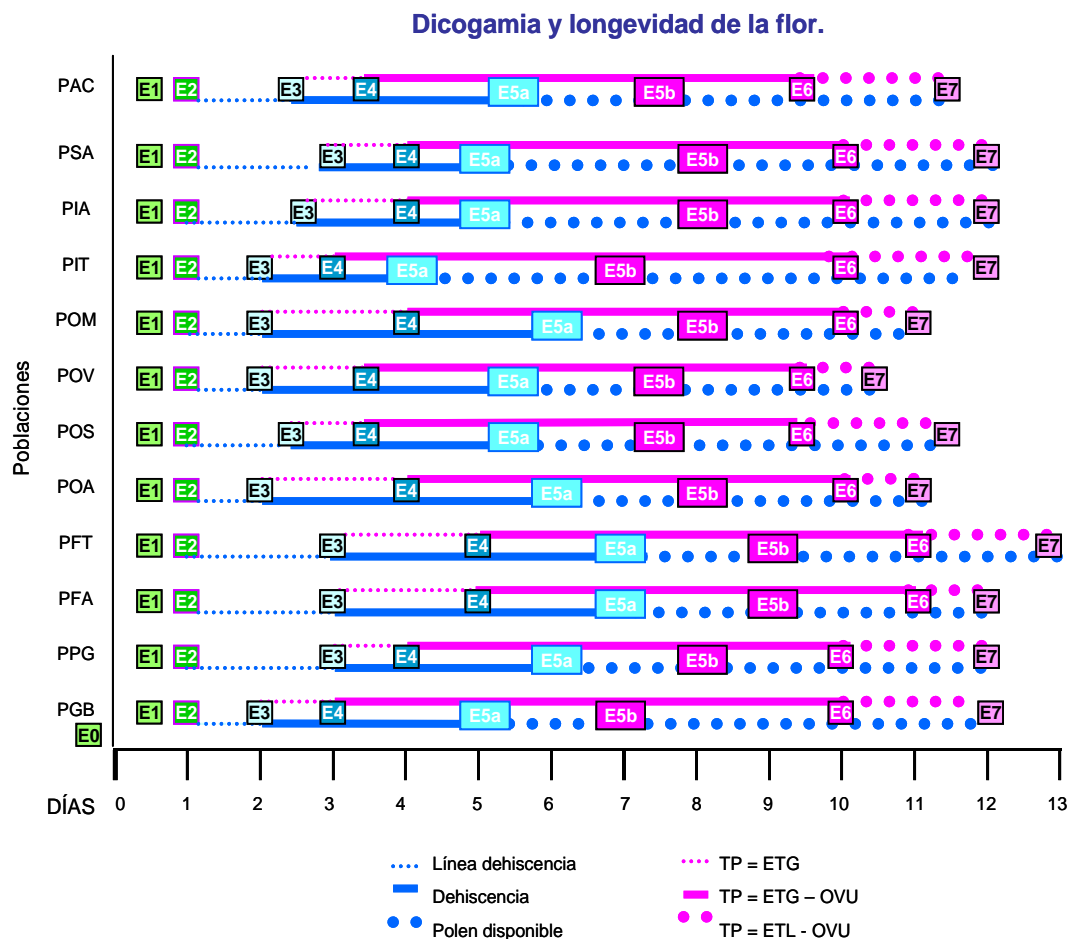 Dicogamia y longevidad de la flor.
Poblaciones
PAC E1 E2 E3 E4 E5a E5b E6 E7
PSA E1 E2 E3 E4 E5a E5b E6 E7
PIA E1 E2 E3 E4 E5a E5b E6 E7
PIT E1 E2 E3 E4 E5a E5b E6 E7
POM E1 E2 E3 E4 E5a E5b E6 E7
POV E1 E2 E3 E4 E5a E5b E6 E7
POS E1 E2 E3 E4 E5a E5b E6 E7
POA E1 E2 E3 E4 E5a E5b E6 E7
PFT E1 E2 E3 E4 E5a E5b E6 E7
PFA E1 E2 E3 E4 E5a E5b E6 E7
PPG E1 E2 E3 E4 E5a E5b E6 E7
PGB E1 E2 E3 E4 E5a E5b E6 E7
E0
DÍAS 0 1 2 3 4 5 6 7 8 9 10 11 12 13
Línea dehiscencia TP = ETG
Dehiscencia TP = ETG – OVU
Polen disponible TP = ETL - OVU